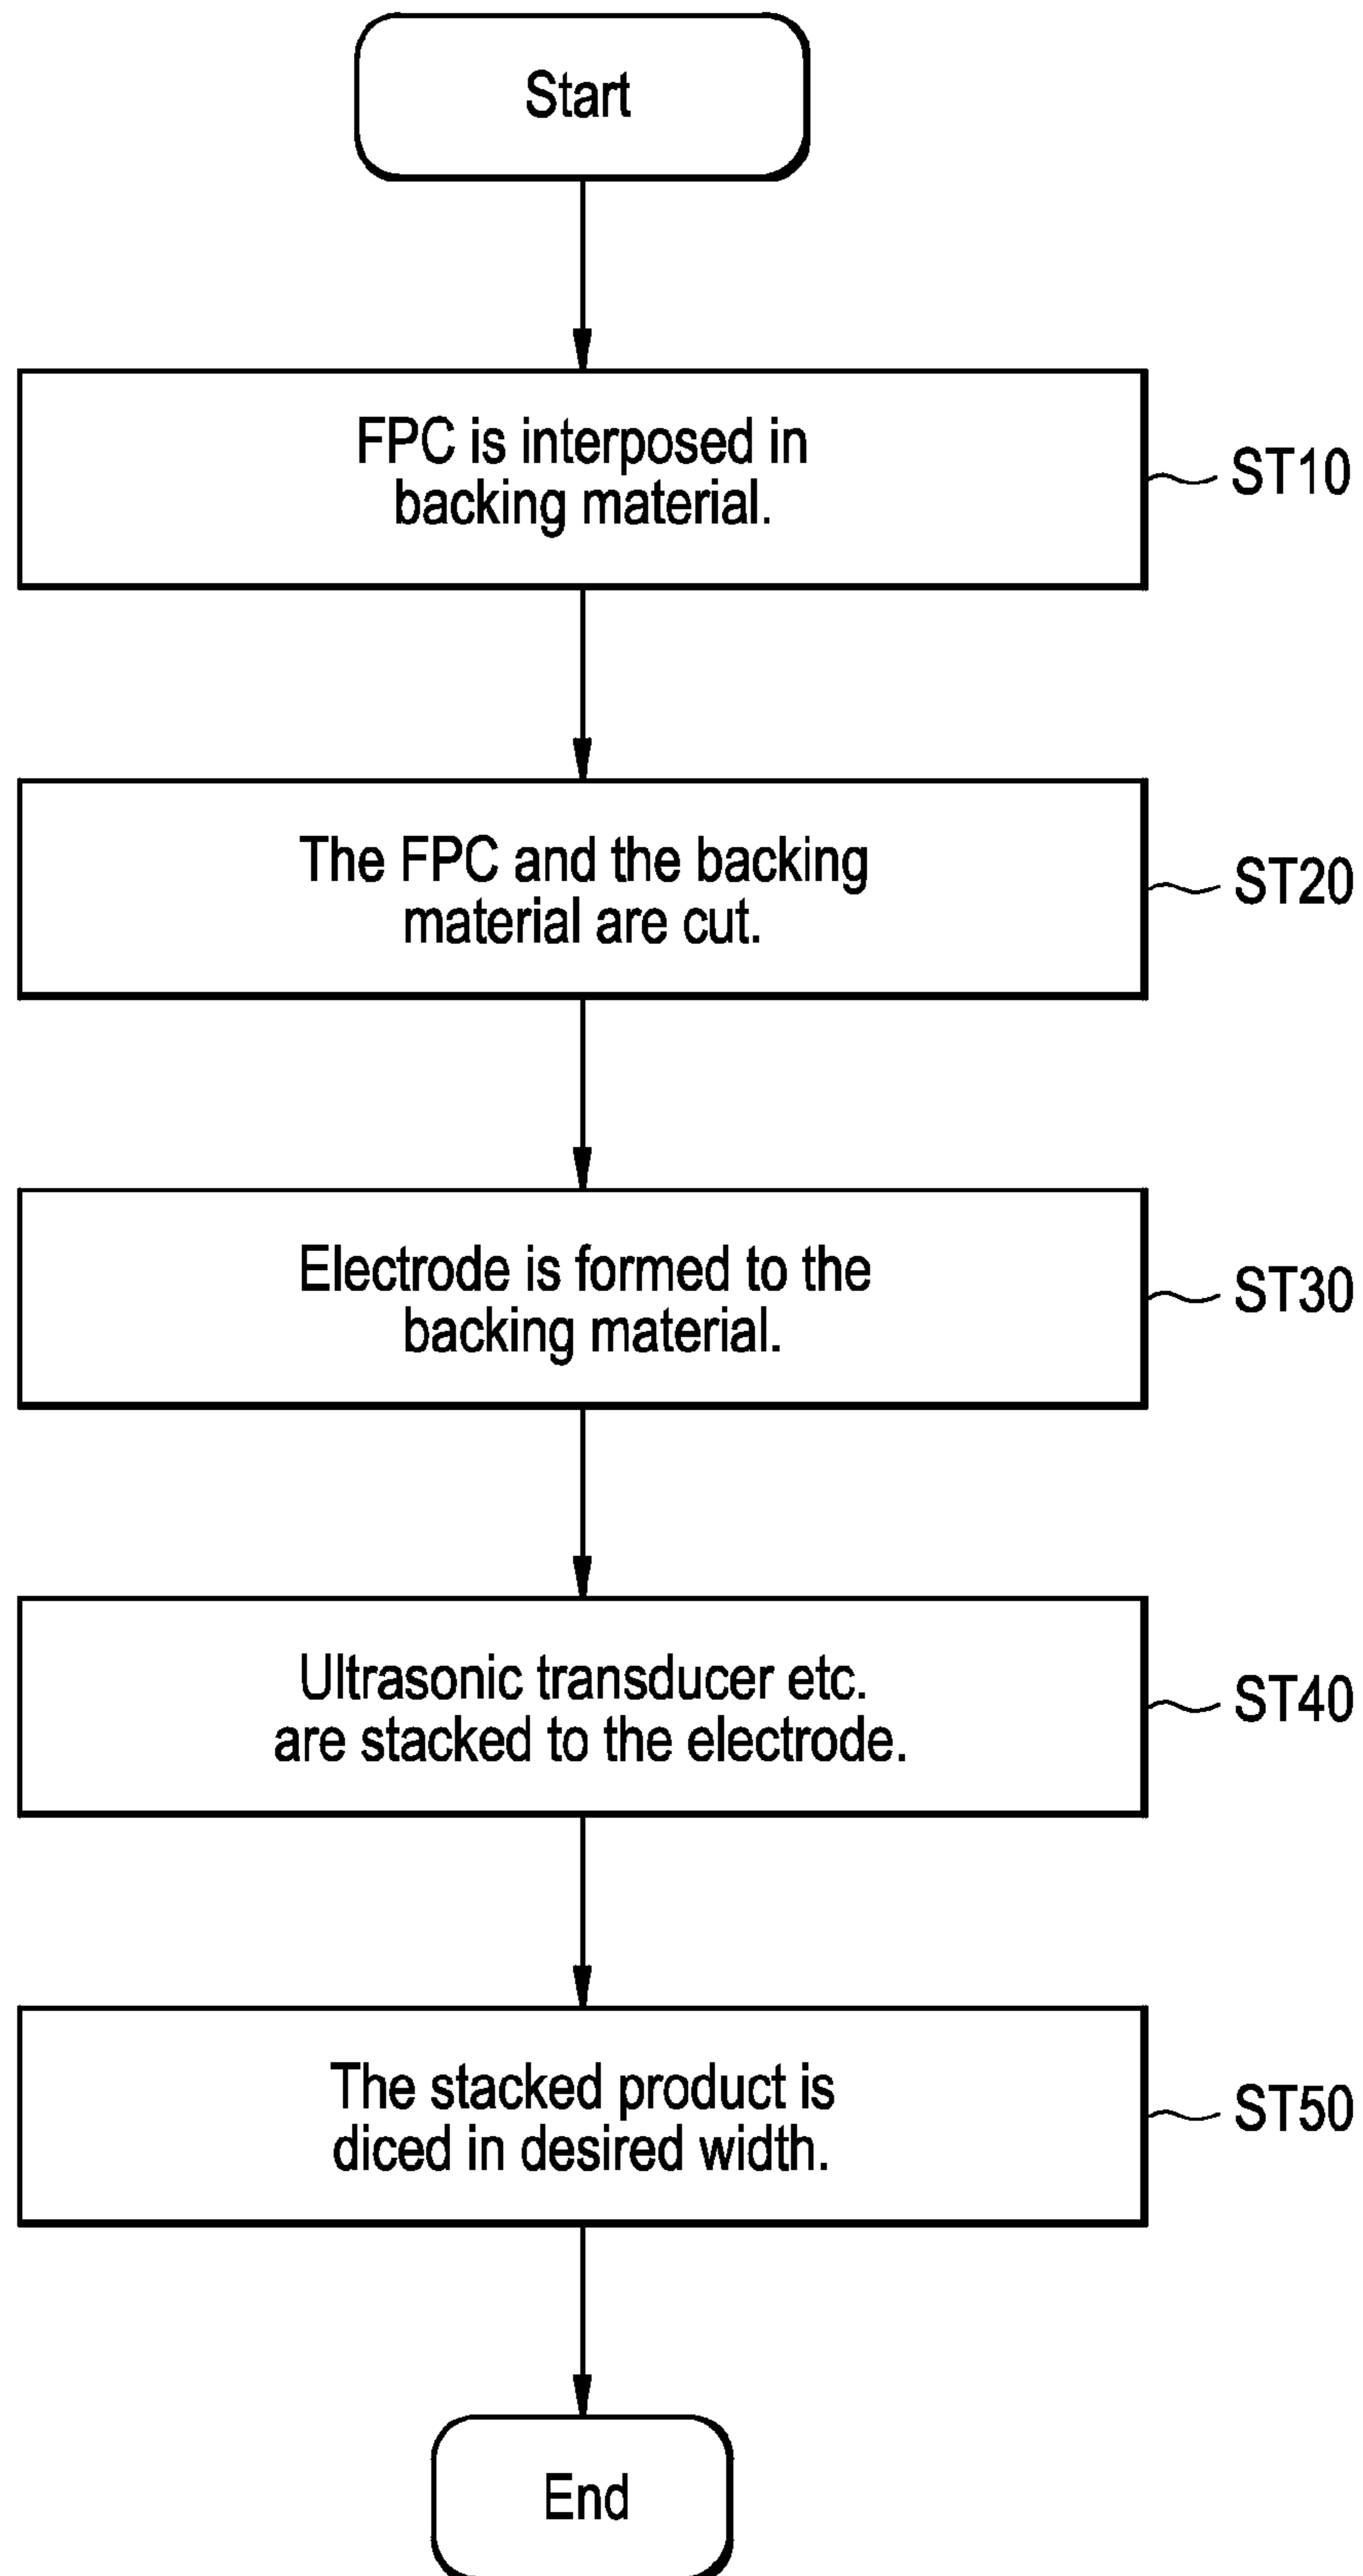 Start
FPC is interposed in
backing material.
ST10
The FPC and the backing
material are cut.
ST20
Electrode is formed to the
backing material.
ST30
Ultrasonic transducer etc.
are stacked to the electrode.
ST40
The stacked product is
diced in desired width.
ST50
End